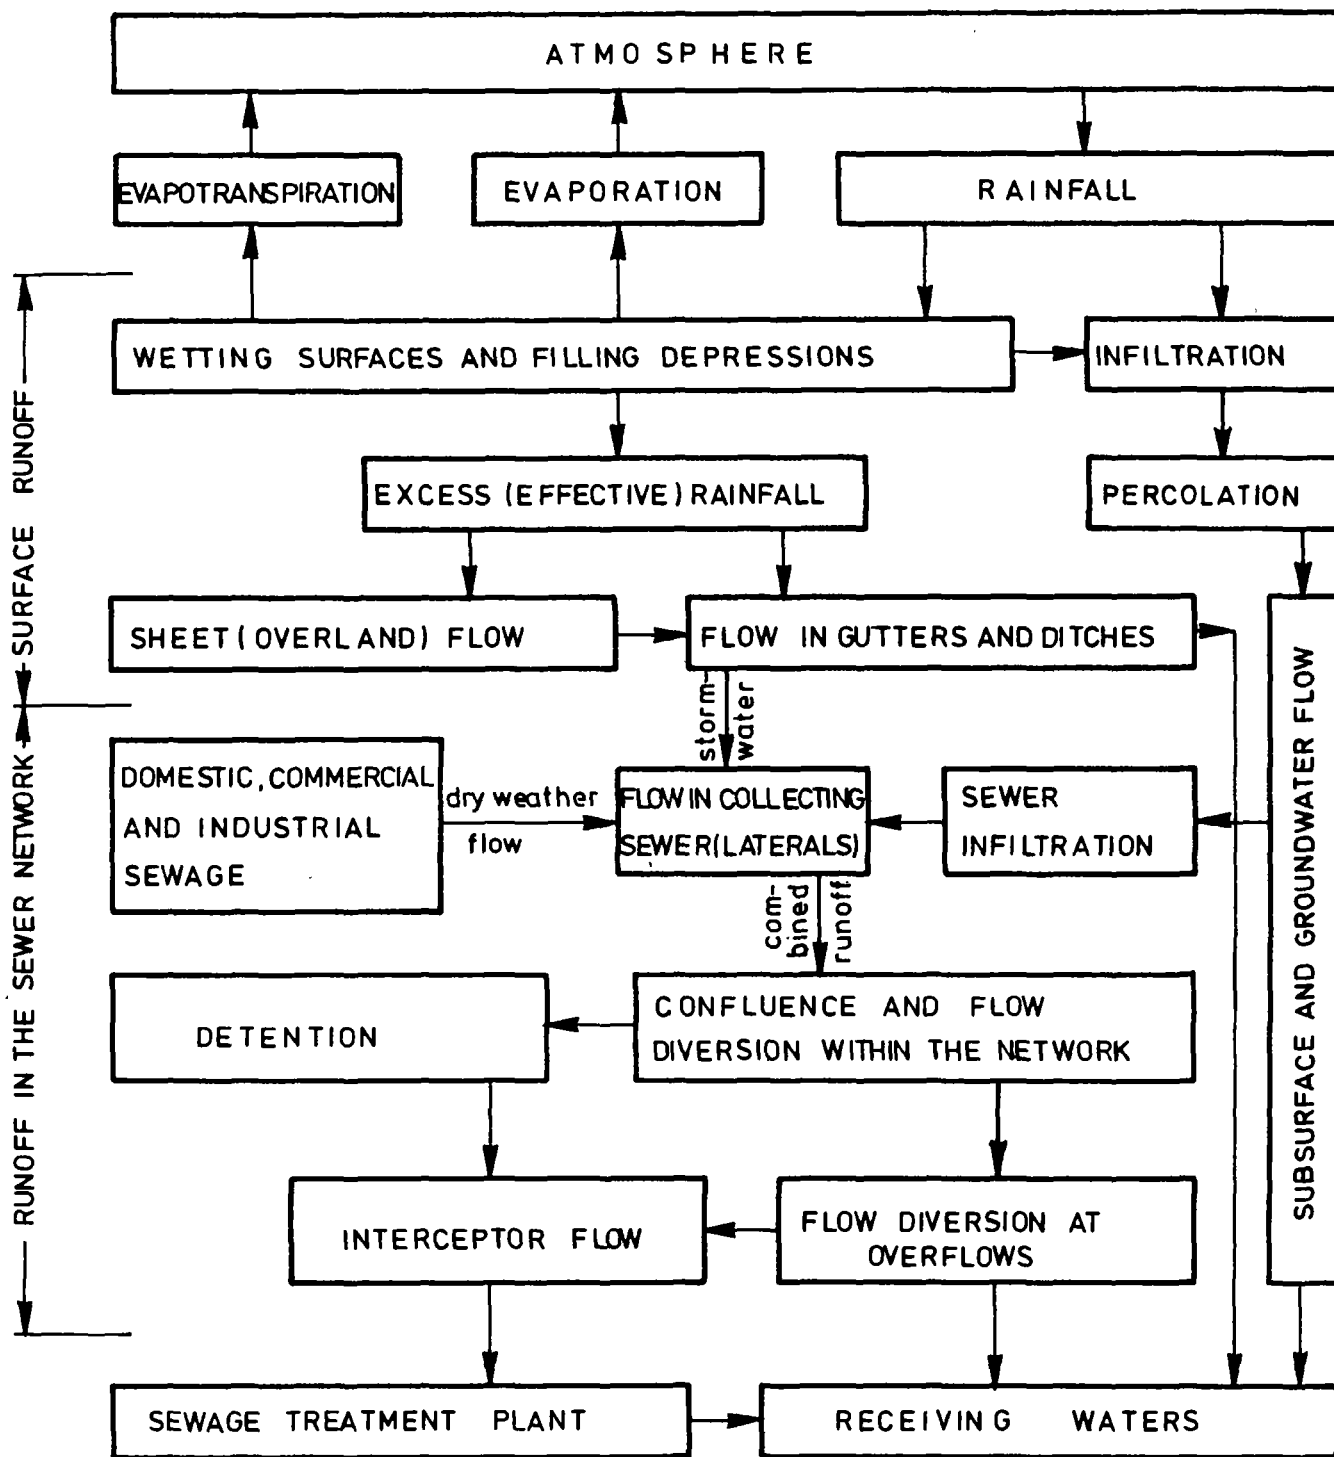 ATMOSPHERE
EVAPOTRANSPIRATION
EVAPORATION
RAINFALL
WETTING SURFACES AND FILLING DEPRESSIONS
INFILTRATION
EXCESS (EFFECTIVE) RAINFALL
PERCOLATION
SURFACE RUNOFF
SHEET (OVERLAND) FLOW
FLOW IN GUTTERS AND DITCHES
storm-
water
DOMESTIC, COMMERCIAL
AND INDUSTRIAL
SEWAGE
dry weather
flow
FLOW IN COLLECTING
SEWER (LATERALS)
SEWER
INFILTRATION
SUBSURFACE AND GROUNDWATER FLOW
com-
bined
runoff
RUNOFF IN THE SEWER NETWORK
DETENTION
CONFLUENCE AND FLOW
DIVERSION WITHIN THE NETWORK
INTERCEPTOR FLOW
FLOW DIVERSION AT
OVERFLOWS
SEWAGE TREATMENT PLANT
RECEIVING WATERS